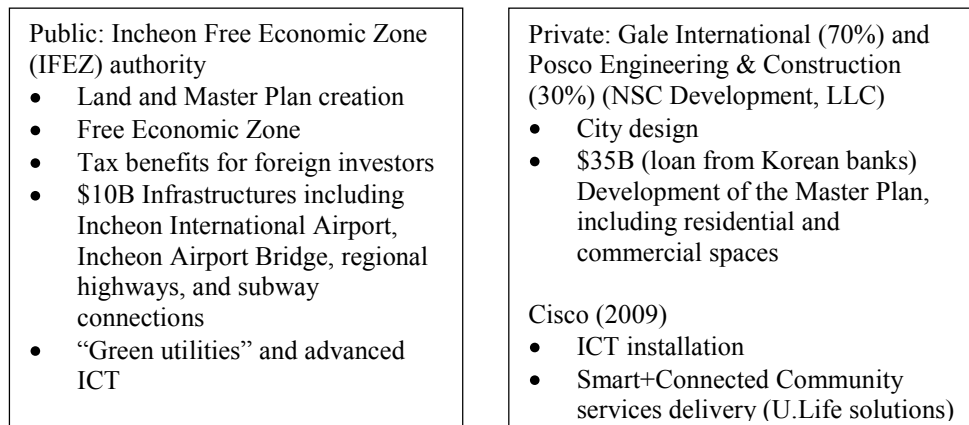 Public: Incheon Free Economic Zone
(IFEZ) authority
• Land and Master Plan creation
• Free Economic Zone
• Tax benefits for foreign investors
• $10B Infrastructures including
Incheon International Airport,
Incheon Airport Bridge, regional
highways, and subway
connections
• “Green utilities” and advanced
ICT
Private: Gale International (70%) and
Posco Engineering & Construction
(30%) (NSC Development, LLC)
• City design
• $35B (loan from Korean banks)
Development of the Master Plan,
including residential and
commercial spaces
Cisco (2009)
• ICT installation
• Smart+Connected Community
services delivery (U.Life solutions)